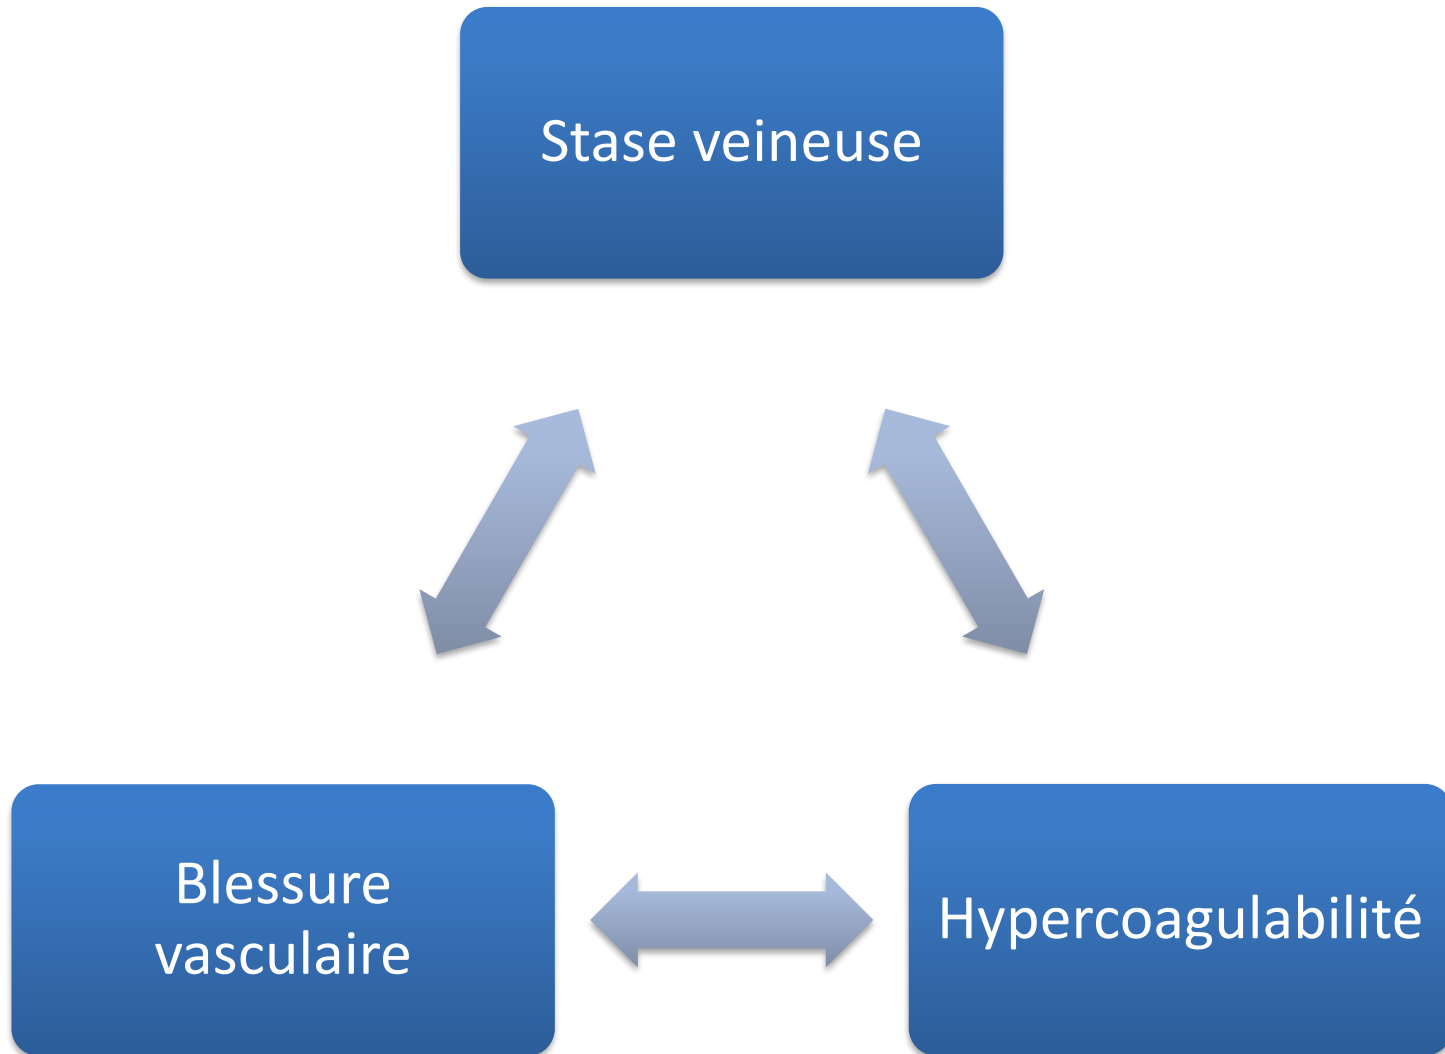 Stase veineuse
Blessure
vasculaire
Hypercoagulabilité